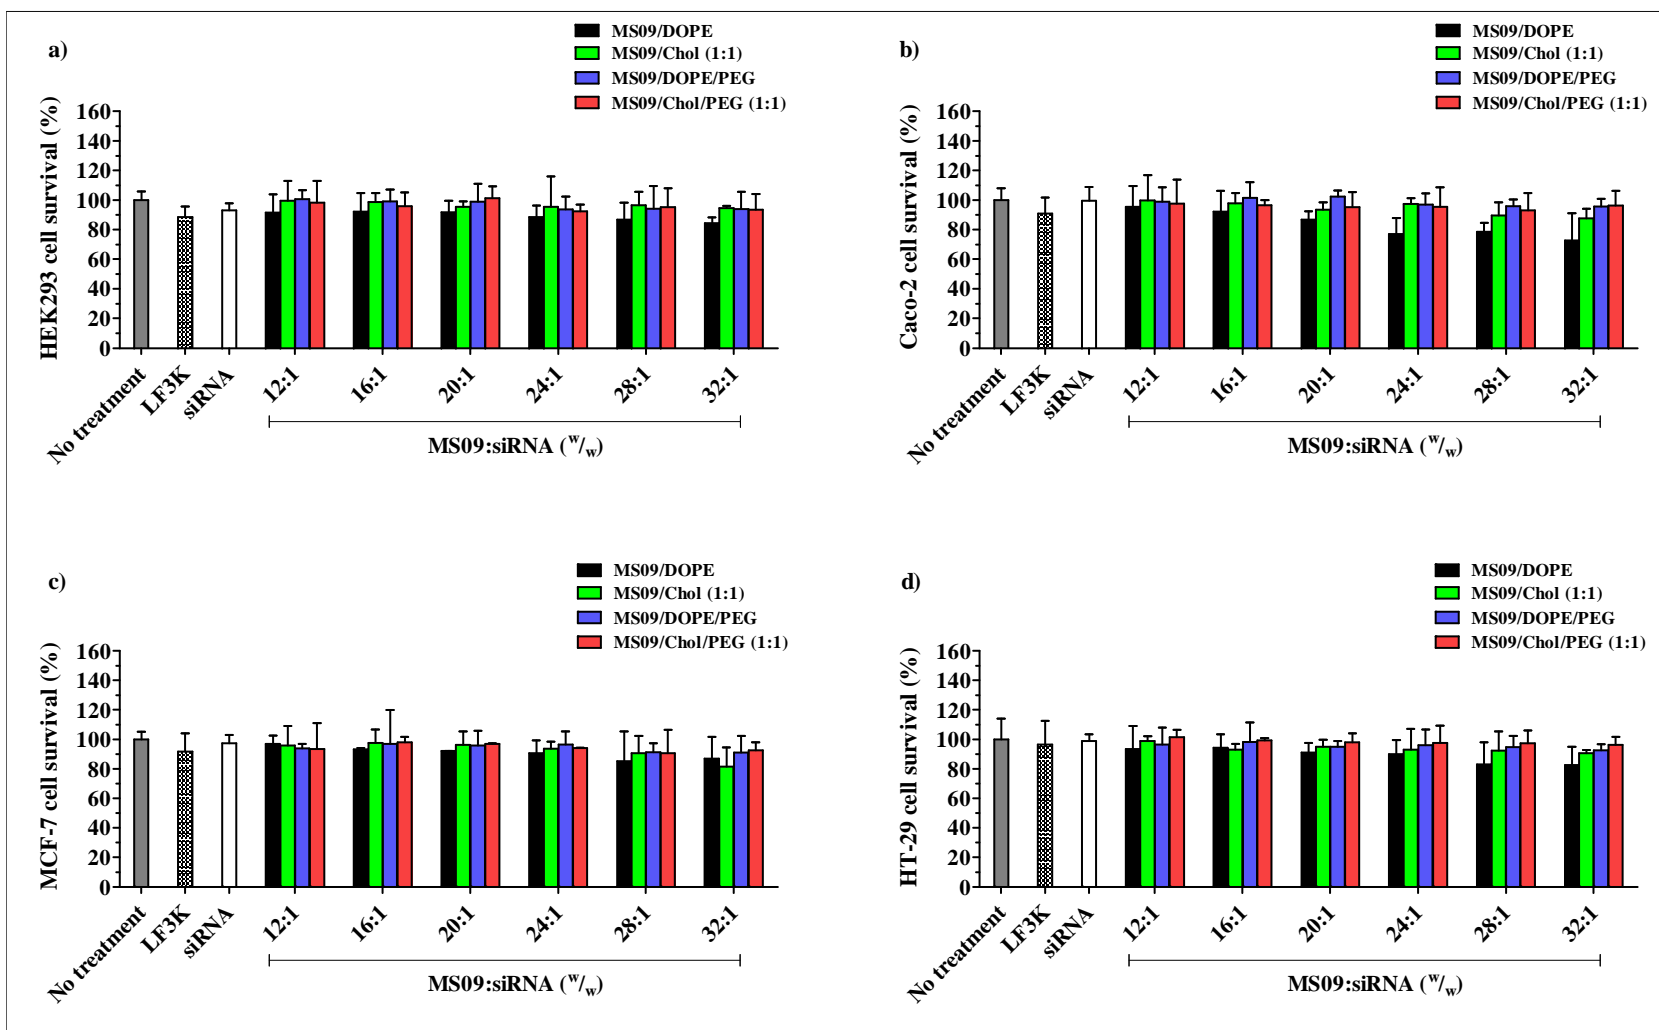 a)
MS09/DOPE
MS09/Chol (1:1)
MS09/DOPE/PEG
MS09/Chol/PEG (1:1)
HEK293 cell survival (%)
160
140
120
100
80
60
40
20
0
No treatment
LF3K
siRNA
12:1
16:1
20:1
24:1
28:1
32:1
MS09:siRNA (w/w)
b)
MS09/DOPE
MS09/Chol (1:1)
MS09/DOPE/PEG
MS09/Chol/PEG (1:1)
Caco-2 cell survival (%)
160
140
120
100
80
60
40
20
0
No treatment
LF3K
siRNA
12:1
16:1
20:1
24:1
28:1
32:1
MS09:siRNA (w/w)
c)
MS09/DOPE
MS09/Chol (1:1)
MS09/DOPE/PEG
MS09/Chol/PEG (1:1)
MCF-7 cell survival (%)
160
140
120
100
80
60
40
20
0
No treatment
LF3K
siRNA
12:1
16:1
20:1
24:1
28:1
32:1
MS09:siRNA (w/w)
d)
MS09/DOPE
MS09/Chol (1:1)
MS09/DOPE/PEG
MS09/Chol/PEG (1:1)
HT-29 cell survival (%)
160
140
120
100
80
60
40
20
0
No treatment
LF3K
siRNA
12:1
16:1
20:1
24:1
28:1
32:1
MS09:siRNA (w/w)